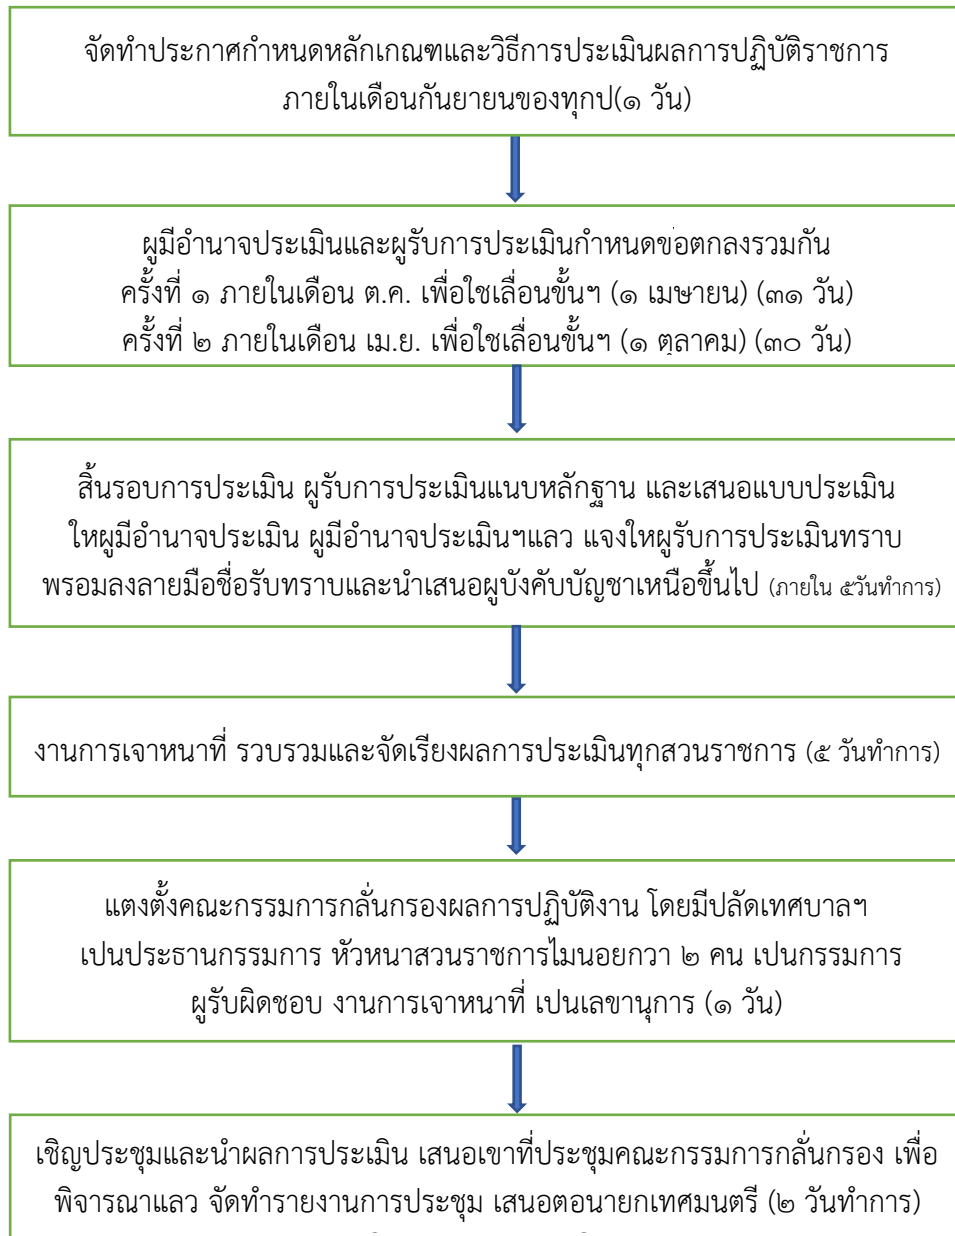 จัดทำประกาศกำหนดหลักเกณฑและวิธีการประเมินผลการปฏิบัติราชการ
ภายในเดือนกันยายนของทุกป(๑ วัน)
ผูมีอำนาจประเมินและผูรับการประเมินกำหนดขอตกลงรวมกัน
ครั้งที่ ๑ ภายในเดือน ต.ค. เพื่อใชเลื่อนขั้นฯ (๑ เมษายน) (๓๑ วัน)
ครั้งที่ ๒ ภายในเดือน เม.ย. เพื่อใชเลื่อนขั้นฯ (๑ ตุลาคม) (๓๐ วัน)
สิ้นรอบการประเมิน ผูรับการประเมินแนบหลักฐาน และเสนอแบบประเมิน
ใหผูมีอำนาจประเมิน ผูมีอำนาจประเมินฯแลว แจงใหผูรับการประเมินทราบ
พรอมลงลายมือชื่อรับทราบและนำเสนอผูบังคับบัญชาเหนือขึ้นไป (ภายใน ๕วันทำการ)
งานการเจาหนาที่ รวบรวมและจัดเรียงผลการประเมินทุกสวนราชการ (๕ วันทำการ)
แตงตั้งคณะกรรมการกลั่นกรองผลการปฏิบัติงาน โดยมีปลัดเทศบาลฯ
เปนประธานกรรมการ หัวหนาสวนราชการไมนอยกวา ๒ คน เปนกรรมการ
ผูรับผิดชอบ งานการเจาหนาที่ เปนเลขานุการ (๑ วัน)
เชิญประชุมและนำผลการประเมิน เสนอเขาที่ประชุมคณะกรรมการกลั่นกรอง เพื่อ
พิจารณาแลว จัดทำรายงานการประชุม เสนอตอนายกเทศมนตรี (๒ วันทำการ)